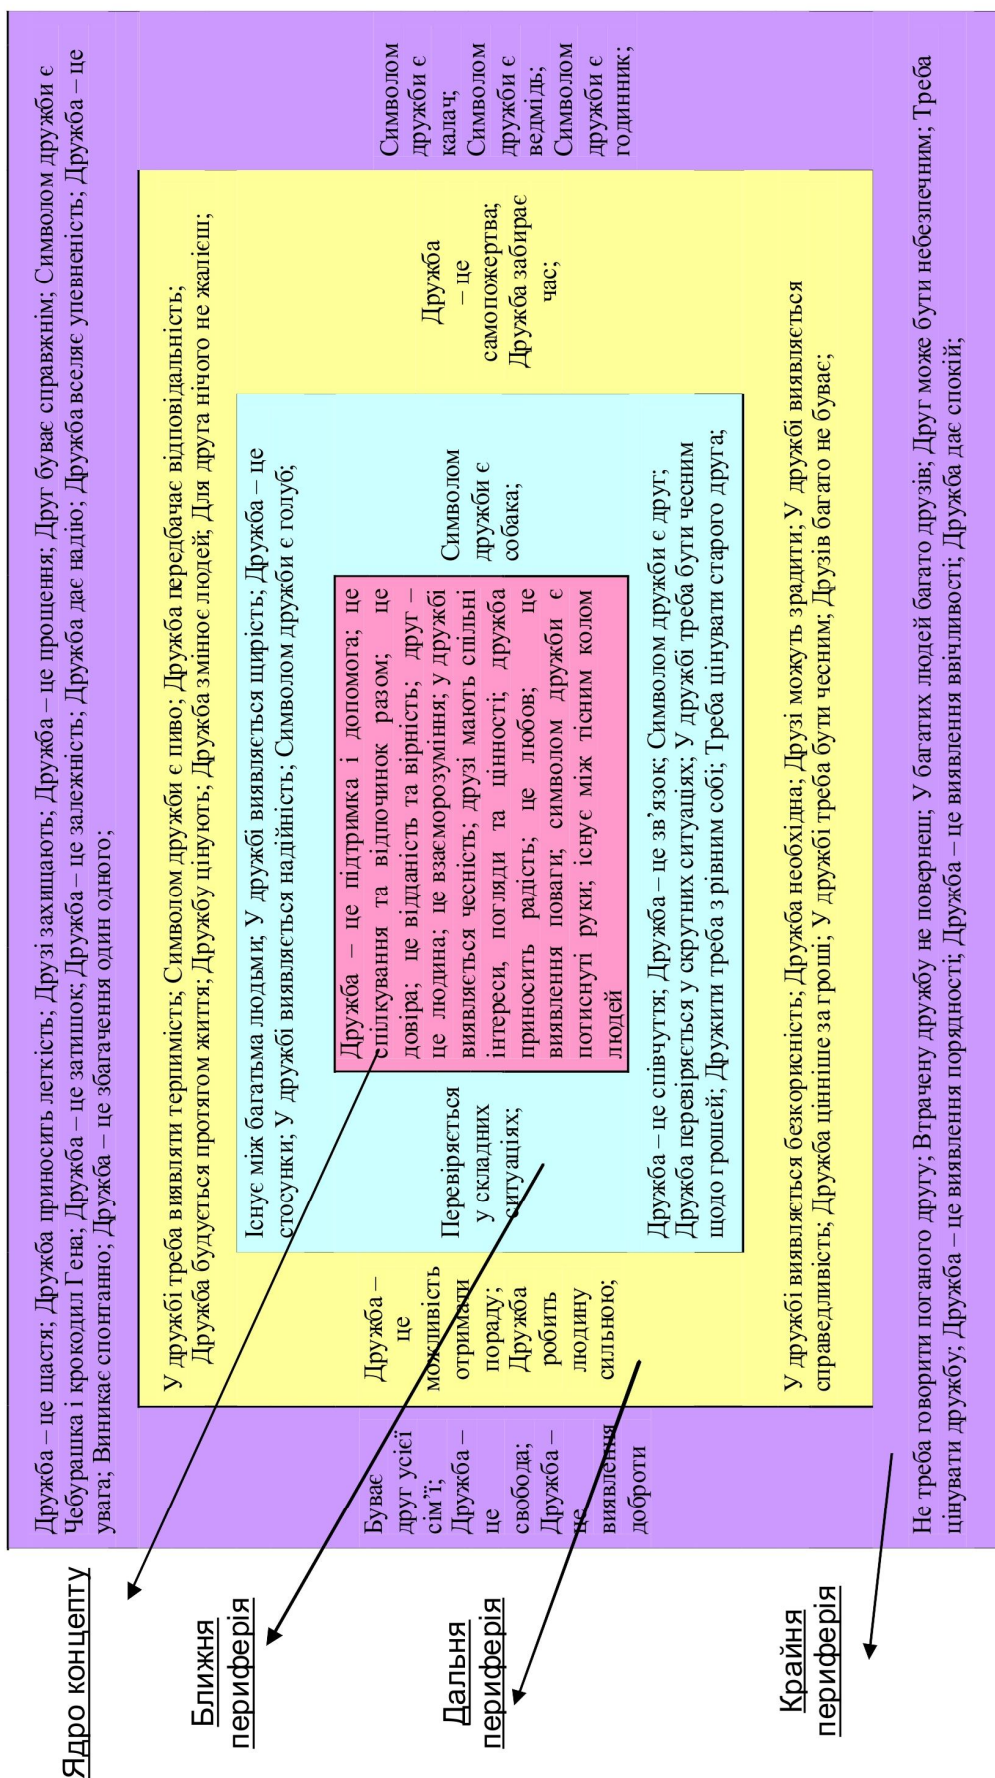 Дружба – це щастя; Дружба приносить легкість; Друзі захищають; Дружба – це прощення; Друг буває справжнім; Символом дружби є
Чебурашка і крокодил Гена; Дружба – це затишок; Дружба – це залежність; Дружба дає надію; Дружба вселяє упевненість; Дружба – це
увага; Виникає спонтанно; Дружба – це збагачення один одного;
У дружбі треба виявляти терпимість; Символом дружби є пиво; Дружба передбачає відповідальність;
Дружба будується протягом життя; Дружбу цінують; Дружба змінює людей; Для друга нічого не жалієш;
Існує між багатьма людьми; У дружбі виявляється щирість; Дружба – це
стосунки; У дружбі виявляється надійність; Символом дружби є голуб;
Буває
друг усієї
сім’ї;
Дружба –
це
свобода;
Дружба –
це
виявлення
доброти
Дружба –
це
можливість
отримати
пораду;
Дружба
робить
людину
сильною;
Перевіряється
у складних
ситуаціях;
Дружба – це підтримка і допомога; це
спілкування та відпочинок разом; це
довіра; це відданість та вірність; друг –
це людина; це взаєморозуміння; у дружбі
виявляється чесність; друзі мають спільні
інтереси, погляди та цінності; дружба
приносить радість; це любов; це
виявлення поваги; символом дружби є
потиснуті руки; існує між тісним колом
людей
Символом
дружби є
собака;
Дружба
– це
самопожертва;
Дружба забирає
час;
Символом
дружби є
калач;
Символом
дружби є
ведмідь;
Символом
дружби є
годинник;
Дружба – це співчуття; Дружба – це зв’язок; Символом дружби є друг;
Дружба перевіряється у скрутних ситуаціях; У дружбі треба бути чесним
щодо грошей; Дружити треба з рівним собі; Треба цінувати старого друга;
У дружбі виявляється безкорисність; Дружба необхідна; Друзі можуть зрадити; У дружбі виявляється
справедливість; Дружба цінніше за гроші; У дружбі треба бути чесним; Друзів багато не буває;
Не треба говорити поганого другу; Втрачену дружбу не повернеш; У багатих людей багато друзів; Друг може бути небезпечним; Треба
цінувати дружбу; Дружба – це виявлення порядності; Дружба – це виявлення ввічливості; Дружба дає спокій;
Ядро концепту
Ближня
периферія
Дальня
периферія
Крайня
периферія